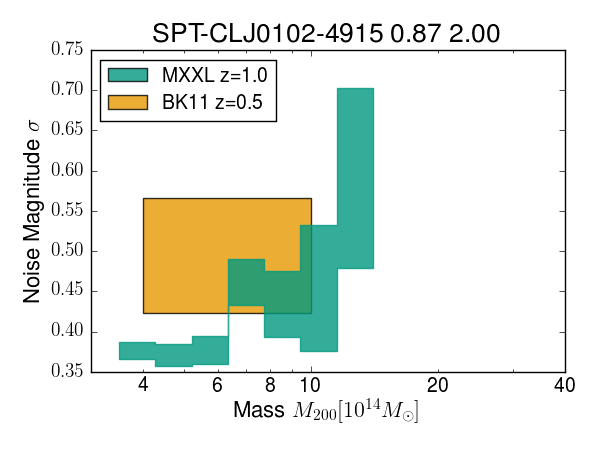 SPT-CLJ0102-4915 0.87 2.00
0.75
0.70
0.65
0.60
0.55
0.50
0.45
0.40
0.35
Noise Magnitude σ
MXXL z=1.0
BK11 z=0.5
4 6 8 10 20 40
Mass M₂₀₀[10¹⁴M⊙]